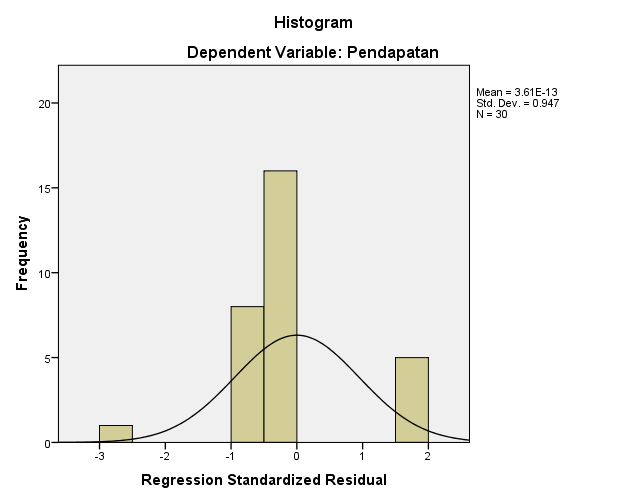 Histogram
Dependent Variable: Pendapatan
Mean = 3.61E-13
Std. Dev. = 0.947
N = 30
Frequency
20
15
10
5
0
-3 -2 -1 0 1 2
Regression Standardized Residual